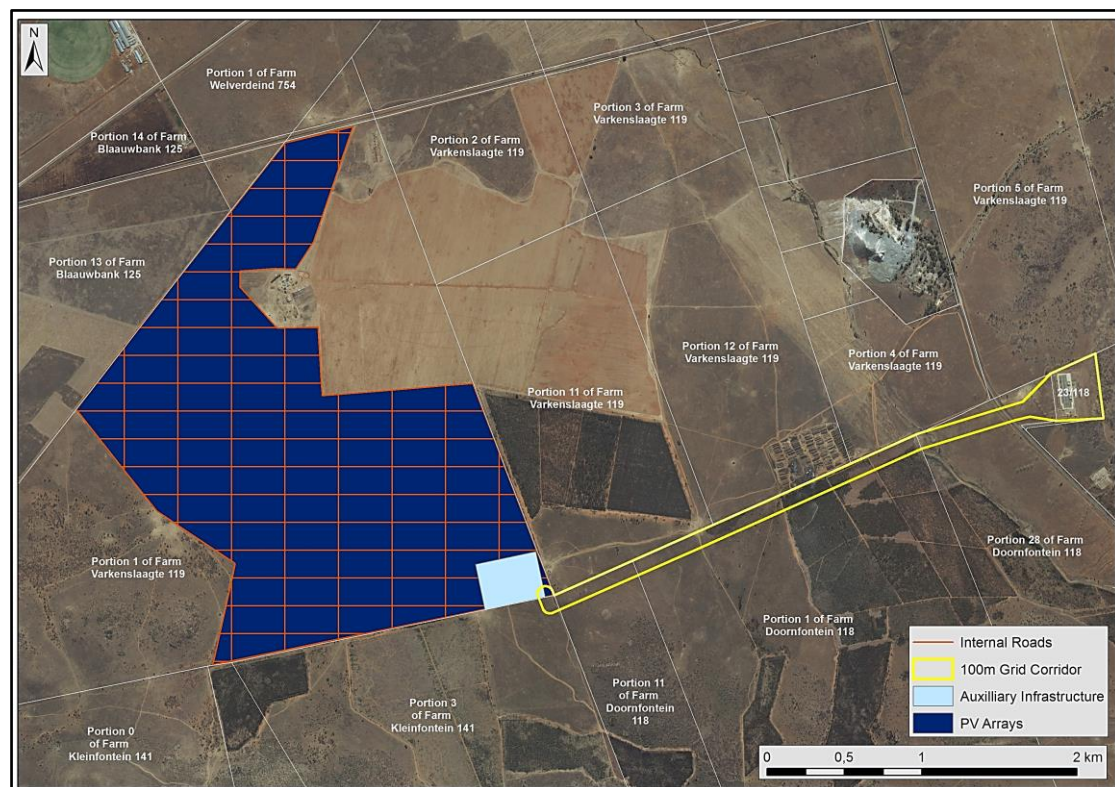 N
Portion 1 of Farm
Welverdeind 754
Portion 14 of Farm
Blaauwbank 125
Portion 2 of Farm
Varkenslaagte 119
Portion 3 of Farm
Varkenslaagte 119
Portion 5 of Farm
Varkenslaagte 119
Portion 13 of Farm
Blaauwbank 125
Portion 12 of Farm
Varkenslaagte 119
Portion 4 of Farm
Varkenslaagte 119
Portion 11 of Farm
Varkenslaagte 119
23/118
Portion 1 of Farm
Varkenslaagte 119
Portion 28 of Farm
Doornfontein 118
Portion 1 of Farm
Doornfontein 118
Portion 11
of Farm
Doornfontein
118
Portion 3
of Farm
Kleinfontein 141
Portion 0
of Farm
Kleinfontein 141
Internal Roads
100m Grid Corridor
Auxilliary Infrastructure
PV Arrays
0 0,5 1 2 km